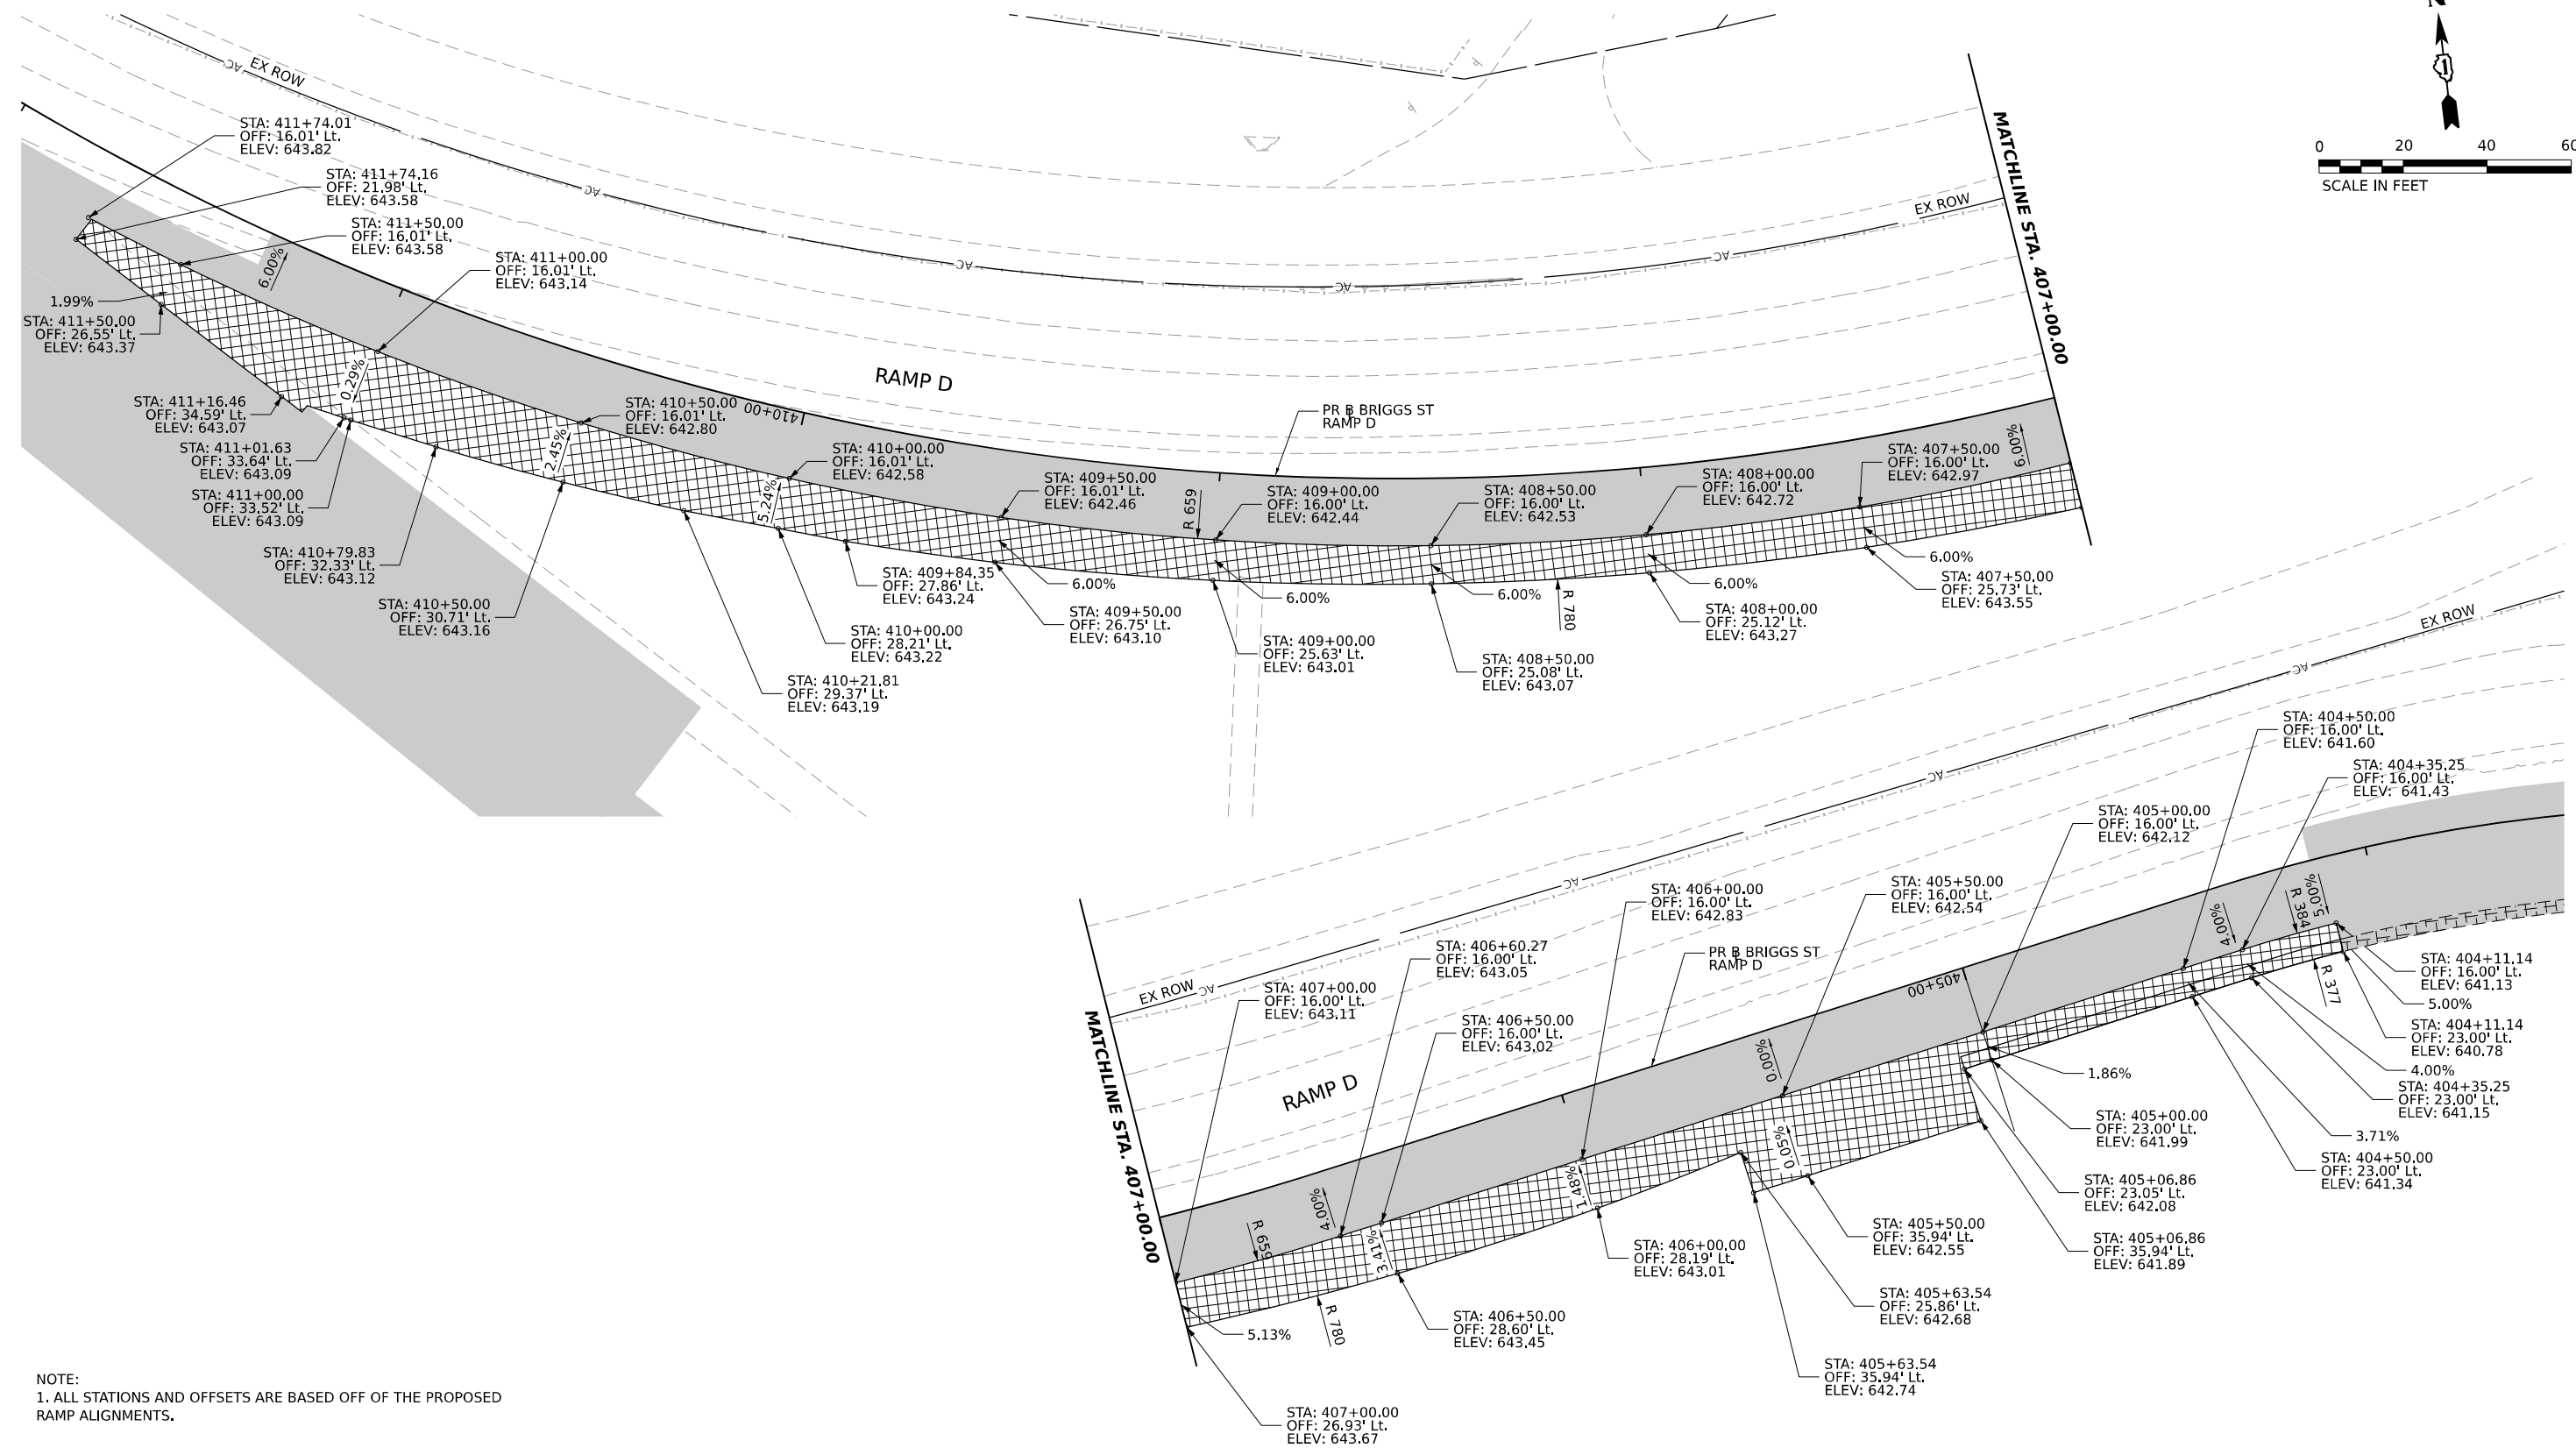 N
0 20 40 60
SCALE IN FEET
EX ROW
AC
AC
AC
AC
AC
EX ROW
MATCHLINE STA. 407+00.00
STA: 411+74.01
OFF: 16.01' Lt.
ELEV: 643.82
STA: 411+74.16
OFF: 21.98' Lt.
ELEV: 643.58
STA: 411+50.00
OFF: 16.01' Lt.
ELEV: 643.58
STA: 411+00.00
OFF: 16.01' Lt.
ELEV: 643.14
6.00%
1.99%
STA: 411+50.00
OFF: 26.55' Lt.
ELEV: 643.37
0.29%
STA: 411+16.46
OFF: 34.59' Lt.
ELEV: 643.07
STA: 411+01.63
OFF: 33.64' Lt.
ELEV: 643.09
STA: 411+00.00
OFF: 33.52' Lt.
ELEV: 643.09
STA: 410+79.83
OFF: 32.33' Lt.
ELEV: 643.12
STA: 410+50.00
OFF: 30.71' Lt.
ELEV: 643.16
2.45%
STA: 410+50.00
OFF: 16.01' Lt.
ELEV: 642.80
410+00
RAMP D
5.24%
STA: 410+00.00
OFF: 16.01' Lt.
ELEV: 642.58
STA: 410+21.81
OFF: 29.37' Lt.
ELEV: 643.19
STA: 410+00.00
OFF: 28.21' Lt.
ELEV: 643.22
STA: 409+84.35
OFF: 27.86' Lt.
ELEV: 643.24
STA: 409+50.00
OFF: 16.01' Lt.
ELEV: 642.46
6.00%
STA: 409+50.00
OFF: 26.75' Lt.
ELEV: 643.10
R 659
PR B BRIGGS ST
RAMP D
STA: 409+00.00
OFF: 16.00' Lt.
ELEV: 642.44
6.00%
STA: 409+00.00
OFF: 25.63' Lt.
ELEV: 643.01
STA: 408+50.00
OFF: 16.00' Lt.
ELEV: 642.53
6.00%
STA: 408+50.00
OFF: 25.08' Lt.
ELEV: 643.07
R 780
STA: 408+00.00
OFF: 16.00' Lt.
ELEV: 642.72
6.00%
STA: 408+00.00
OFF: 25.12' Lt.
ELEV: 643.27
STA: 407+50.00
OFF: 16.00' Lt.
ELEV: 642.97
6.00%
6.00%
STA: 407+50.00
OFF: 25.73' Lt.
ELEV: 643.55
EX ROW
AC
AC
AC
AC
EX ROW
MATCHLINE STA. 407+00.00
RAMP D
STA: 407+00.00
OFF: 16.00' Lt.
ELEV: 643.11
STA: 406+60.27
OFF: 16.00' Lt.
ELEV: 643.05
STA: 406+50.00
OFF: 16.00' Lt.
ELEV: 643.02
STA: 406+00.00
OFF: 16.00' Lt.
ELEV: 642.83
PR B BRIGGS ST
RAMP D
STA: 405+50.00
OFF: 16.00' Lt.
ELEV: 642.54
STA: 405+00.00
OFF: 16.00' Lt.
ELEV: 642.12
STA: 404+50.00
OFF: 16.00' Lt.
ELEV: 641.60
STA: 404+35.25
OFF: 16.00' Lt.
ELEV: 641.43
405+00
0.00%
4.00%
R 384
5.00%
STA: 404+11.14
OFF: 16.00' Lt.
ELEV: 641.13
5.00%
R 377
STA: 404+11.14
OFF: 23.00' Lt.
ELEV: 640.78
4.00%
STA: 404+35.25
OFF: 23.00' Lt.
ELEV: 641.15
3.71%
STA: 404+50.00
OFF: 23.00' Lt.
ELEV: 641.34
1.86%
STA: 405+00.00
OFF: 23.00' Lt.
ELEV: 641.99
STA: 405+06.86
OFF: 23.05' Lt.
ELEV: 642.08
STA: 405+06.86
OFF: 35.94' Lt.
ELEV: 641.89
0.05%
STA: 405+50.00
OFF: 35.94' Lt.
ELEV: 642.55
STA: 405+63.54
OFF: 25.86' Lt.
ELEV: 642.68
STA: 405+63.54
OFF: 35.94' Lt.
ELEV: 642.74
1.48%
STA: 406+00.00
OFF: 28.19' Lt.
ELEV: 643.01
4.00%
3.41%
R 659
STA: 406+50.00
OFF: 28.60' Lt.
ELEV: 643.45
R 780
5.13%
STA: 407+00.00
OFF: 26.93' Lt.
ELEV: 643.67
NOTE:
1. ALL STATIONS AND OFFSETS ARE BASED OFF OF THE PROPOSED
RAMP ALIGNMENTS.